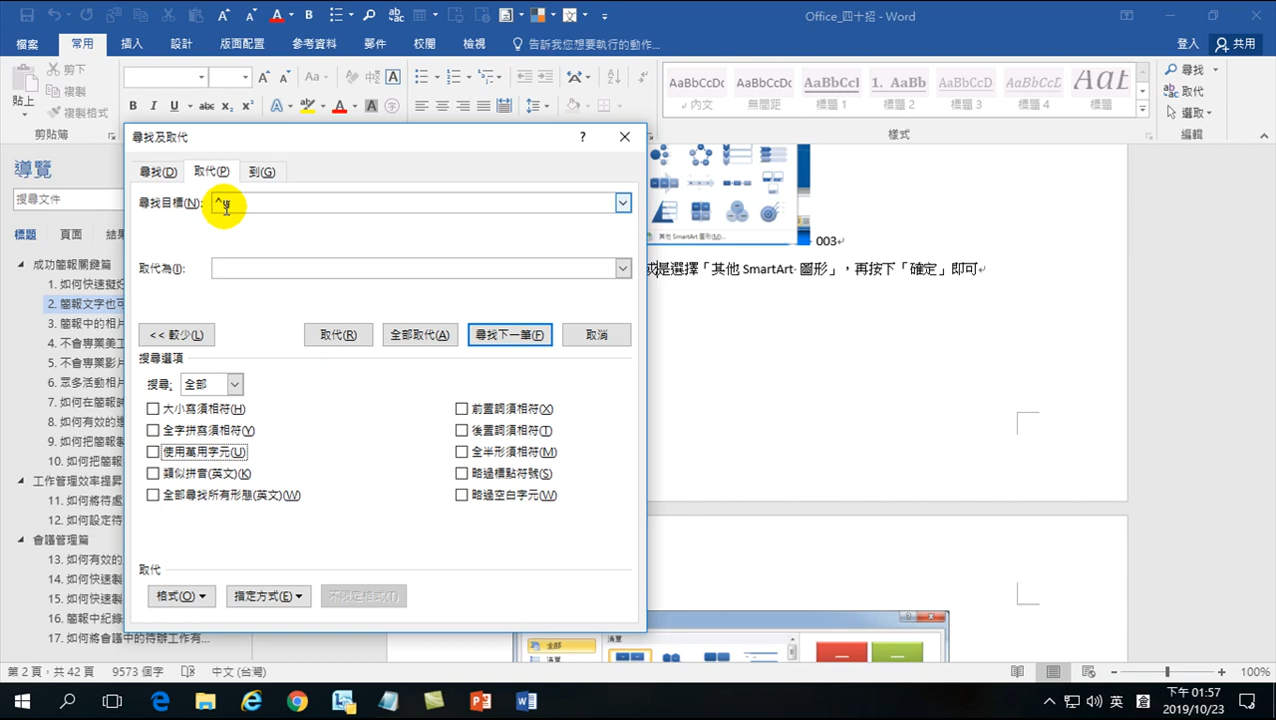 Office_四十招 - Word
檔案 常用 插入 設計 版面配置 參考資料 郵件 校閱 檢視 告訴我您想要執行的動作... 登入 共用
貼上 剪下 複製 複製格式
剪貼簿
AaBbCcDc AaBbCcDc AaBbCcI 1. AaBb AaBbCcDd AaBbCcDd AaBb
內文 無間距 標題 1 標題 2 標題 3 標題 4 標題
樣式
尋找 取代 選取
編輯
導覽
搜尋文件
標題 頁面 結果
成功簡報關鍵篇
1. 如何快速擬好
2. 簡報文字也可
3. 簡報中的相片
4. 不會專業美工
5. 不會專業影片
6. 眾多活動相片
7. 如何在簡報時
8. 如何有效的進
9. 如何把簡報製
10. 如何把簡報
工作管理效率提昇
11. 如何將待處
12. 如何設定待
會議管理篇
13. 如何有效的
14. 如何快速製
15. 如何快速製
16. 簡報中紀錄
17. 如何將會議中的待辦工作有...
尋找及取代
尋找(D) 取代(P) 到(G)
尋找目標(N): ^w
取代為(I):
<< 較少(L) 取代(R) 全部取代(A) 尋找下一筆(F) 取消
搜尋選項
搜尋: 全部
大小寫須相符(H) 前置詞須相符(X)
全字拼寫須相符(Y) 後置詞須相符(T)
使用萬用字元(U) 全半形須相符(M)
類似拼音(英文)(K) 略過標點符號(S)
全部尋找所有形態(英文)(W) 略過空白字元(W)
取代
格式(O) 指定方式(E) 不限定格式(T)
其他 SmartArt 圖形(M)...
003
或是選擇「其他 SmartArt 圖形」，再按下「確定」即可
全部
清單
第 2 頁，共 42 頁 9573 個字 中文 (台灣) 100%
英
下午 01:57
2019/10/23